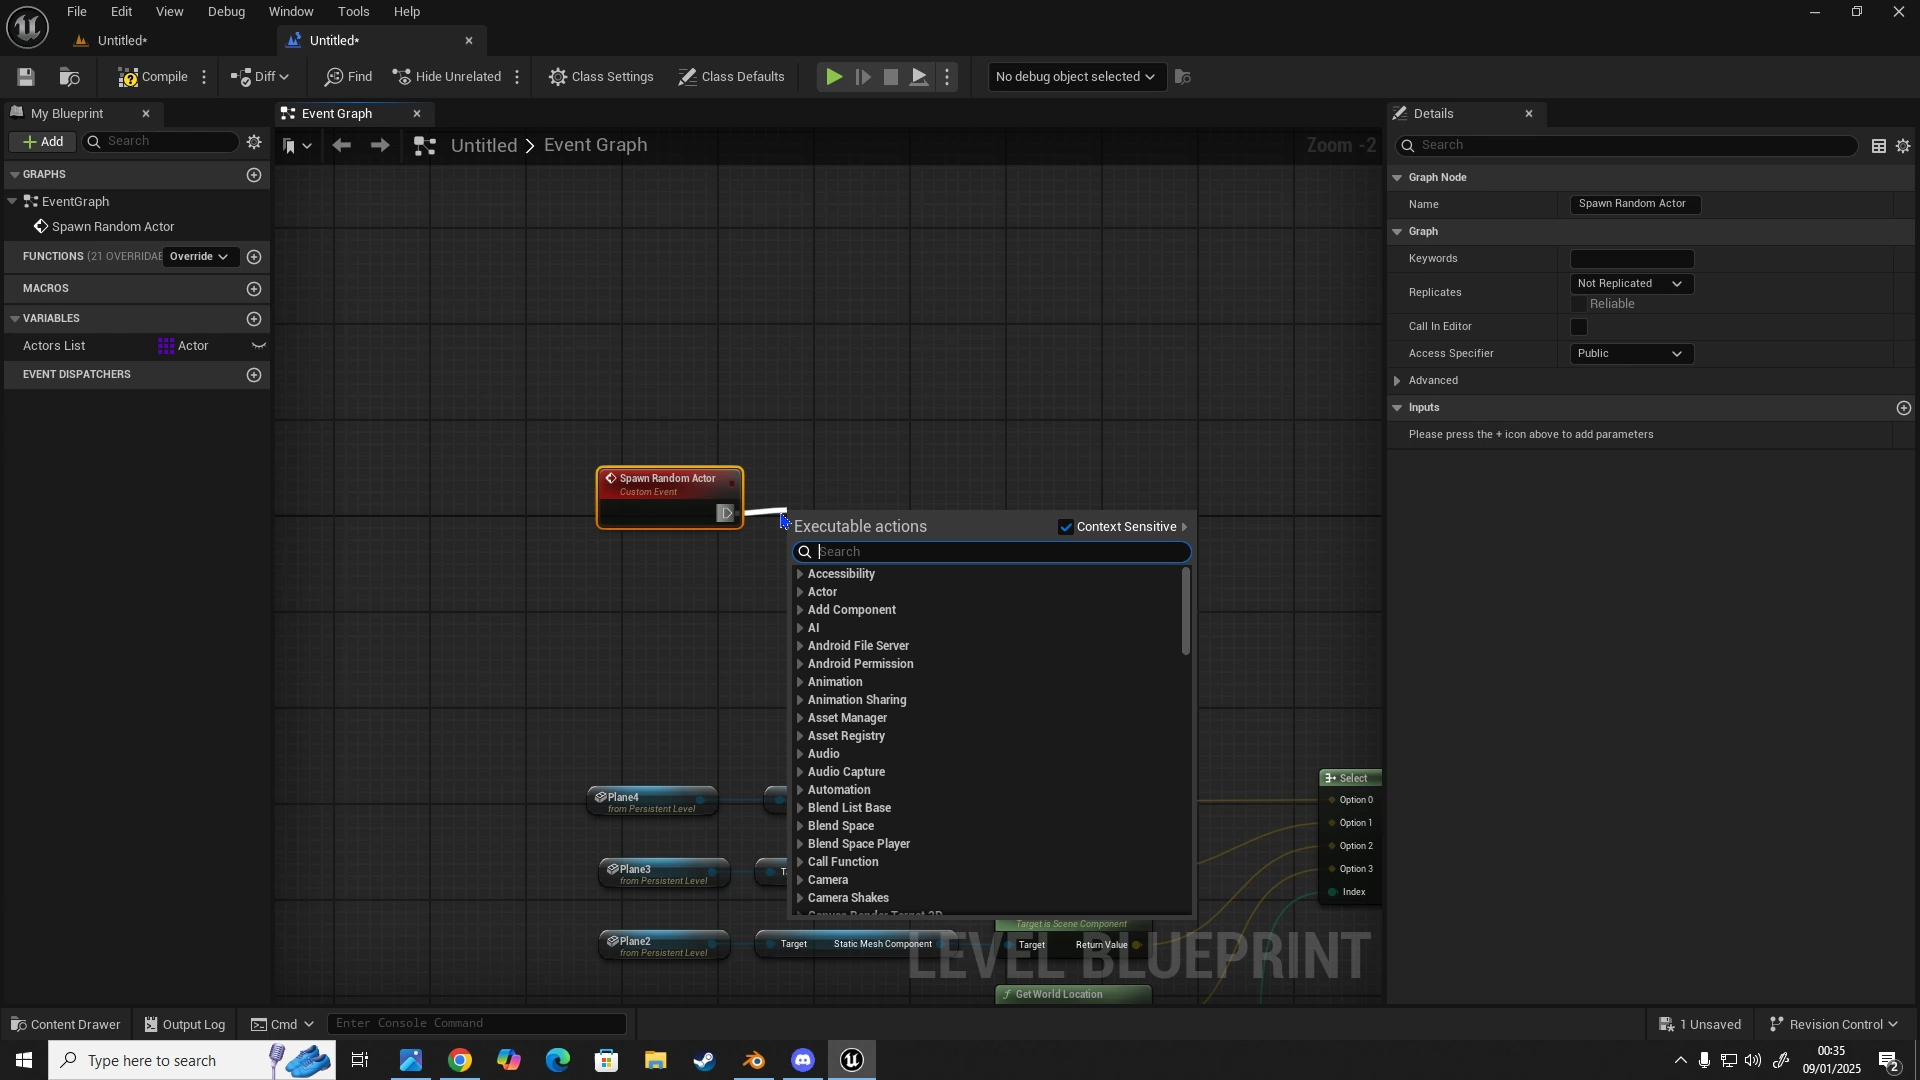 File Edit View Debug Window Tools Help
Untitled*
Untitled*
Compile Diff Find Hide Unrelated Class Settings Class Defaults No debug object selected
My Blueprint
Add Search
GRAPHS
EventGraph
Spawn Random Actor
FUNCTIONS (21 OVERRIDAE Override
MACROS
VARIABLES
Actors List Actor
EVENT DISPATCHERS
Event Graph
Untitled > Event Graph Zoom -2
Spawn Random Actor
Custom Event
Executable actions Context Sensitive
Search
Accessibility
Actor
Add Component
AI
Android File Server
Android Permission
Animation
Animation Sharing
Asset Manager
Asset Registry
Audio
Audio Capture
Automation
Blend List Base
Blend Space
Blend Space Player
Call Function
Camera
Camera Shakes
Canvas Render Target 2D
Plane4
from Persistent Level
Plane3
from Persistent Level
Plane2
from Persistent Level
Target Static Mesh Component
Target is Scene Component
Target Return Value
Get World Location
Select
Option 0
Option 1
Option 2
Option 3
Index
LEVEL BLUEPRINT
Details
Search
Graph Node
Name Spawn Random Actor
Graph
Keywords
Replicates Not Replicated
Reliable
Call In Editor
Access Specifier Public
Advanced
Inputs
Please press the + icon above to add parameters
Content Drawer Output Log Cmd Enter Console Command 1 Unsaved Revision Control
Type here to search
00:35
09/01/2025
2